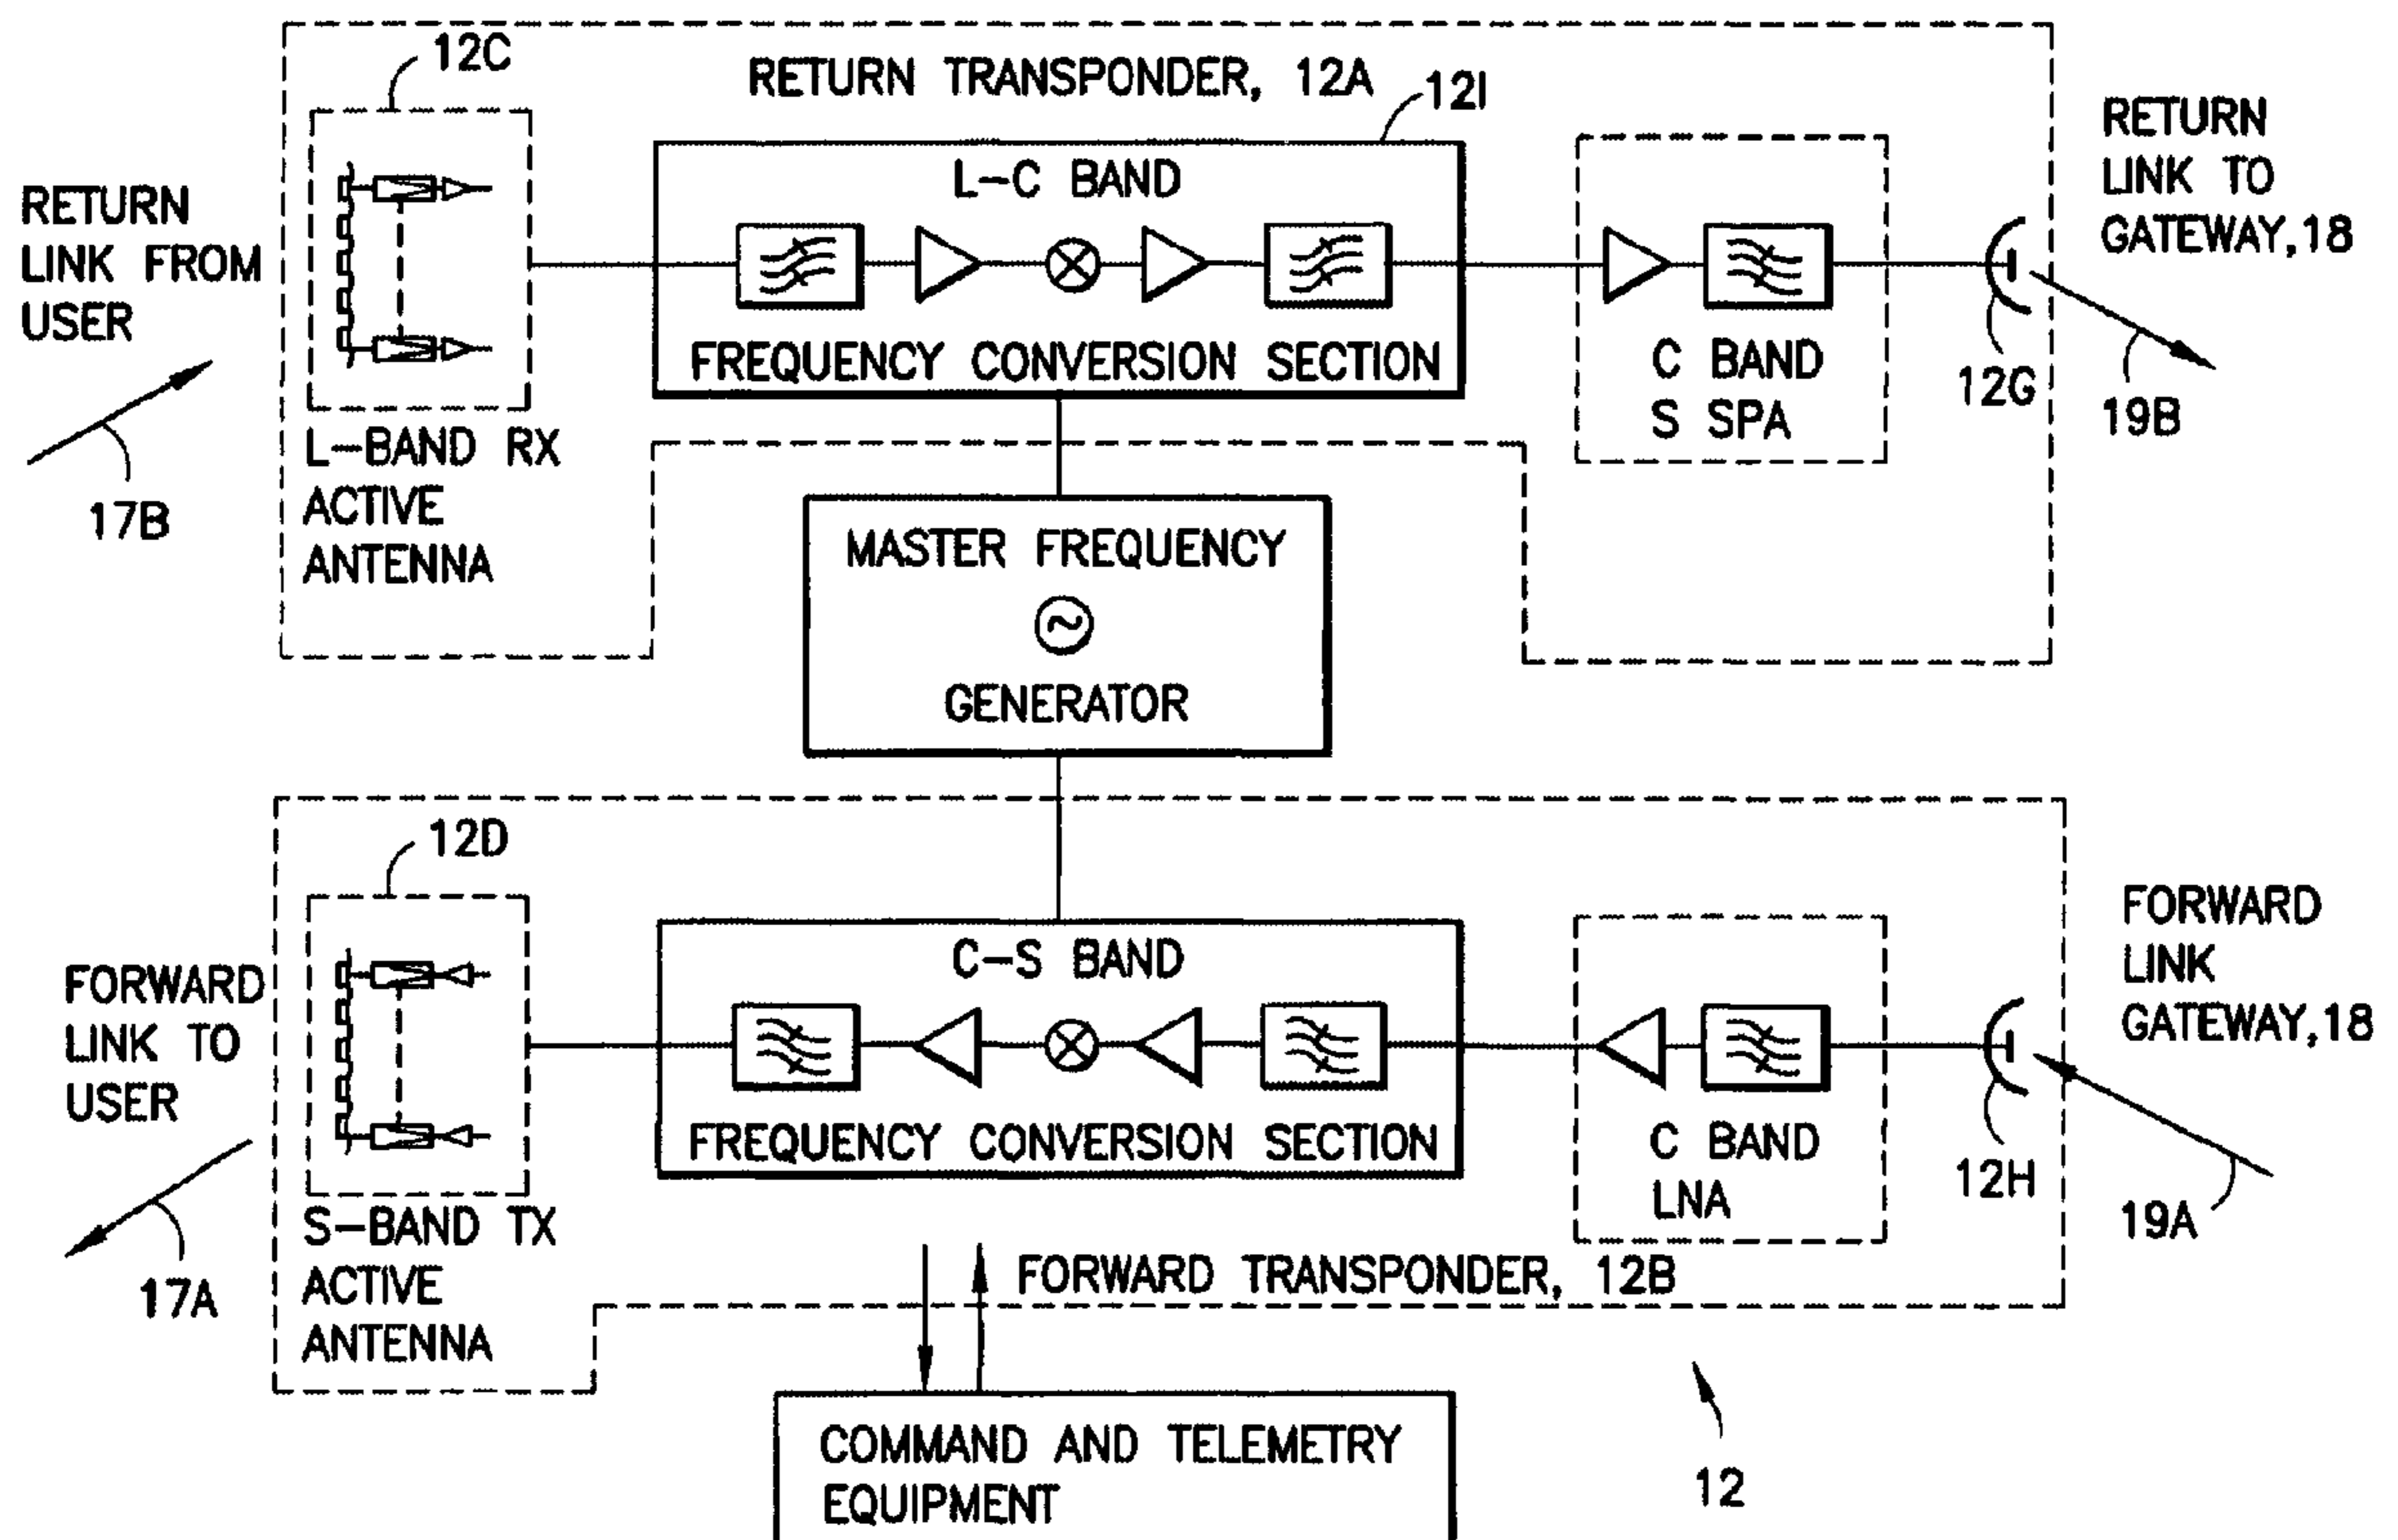 12C
RETURN TRANSPONDER, 12A
12I
RETURN
LINK TO
GATEWAY,18
L-C BAND
RETURN
LINK FROM
USER
FREQUENCY CONVERSION SECTION
C BAND
S SPA
12G
19B
L-BAND RX
ACTIVE
ANTENNA
17B
MASTER FREQUENCY
GENERATOR
12D
FORWARD
LINK
GATEWAY,18
C-S BAND
FORWARD
LINK TO
USER
FREQUENCY CONVERSION SECTION
C BAND
LNA
12H
19A
S-BAND TX
ACTIVE
ANTENNA
17A
FORWARD TRANSPONDER, 12B
COMMAND AND TELEMETRY
EQUIPMENT
12